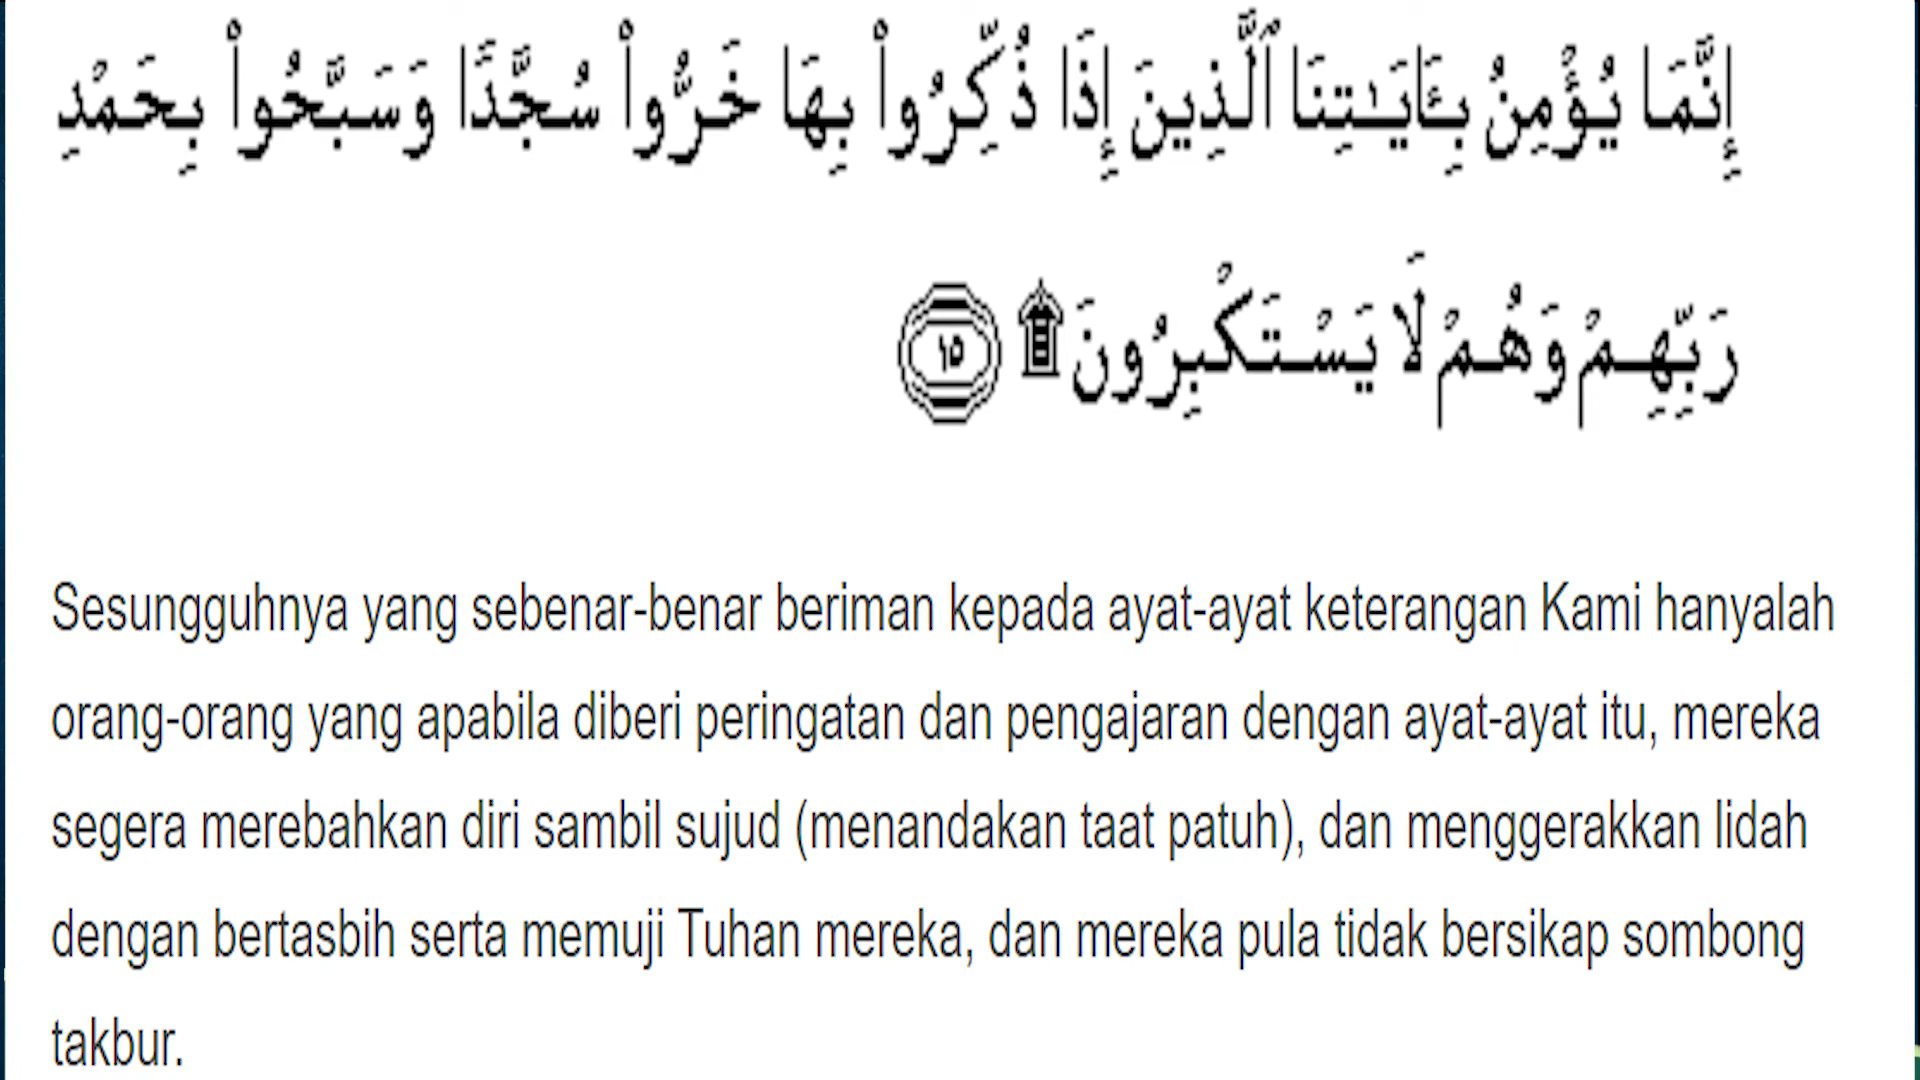 إِنَّمَا يُؤْمِنُ بِـَٔايَـٰتِنَا ٱلَّذِينَ إِذَا ذُكِّرُوا۟ بِهَا خَرُّوا۟ سُجَّدًا وَسَبَّحُوا۟ بِحَمْدِ
رَبِّهِمْ وَهُمْ لَا يَسْتَكْبِرُونَ ۩ ١٥
Sesungguhnya yang sebenar-benar beriman kepada ayat-ayat keterangan Kami hanyalah
orang-orang yang apabila diberi peringatan dan pengajaran dengan ayat-ayat itu, mereka
segera merebahkan diri sambil sujud (menandakan taat patuh), dan menggerakkan lidah
dengan bertasbih serta memuji Tuhan mereka, dan mereka pula tidak bersikap sombong
takbur.